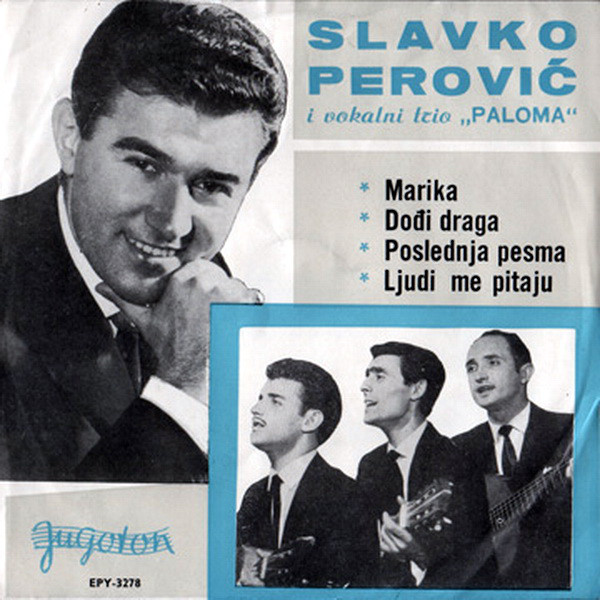 SLAVKO
PEROVIĆ
i vokalni trio „PALOMA“
* Marika
* Dođi draga
* Poslednja pesma
* Ljudi me pitaju
Jugoton
EPY-3278